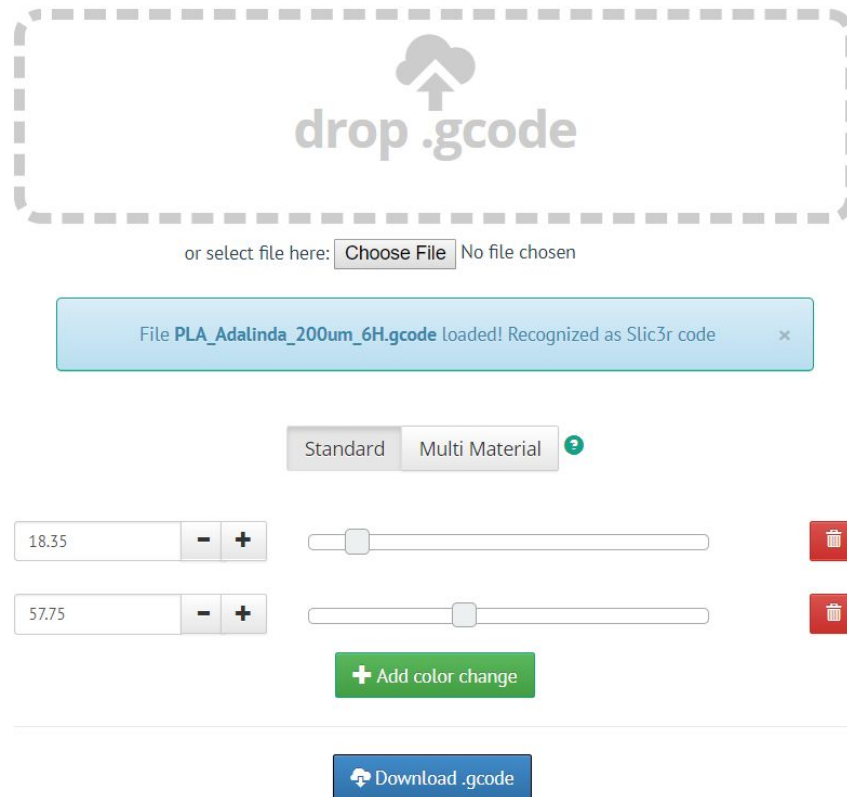 drop .gcode
or select file here: Choose File No file chosen
File PLA_Adalinda_200um_6H.gcode loaded! Recognized as Slic3r code ×
Standard Multi Material ?
18.35 - +
57.75 - +
+ Add color change
Download .gcode